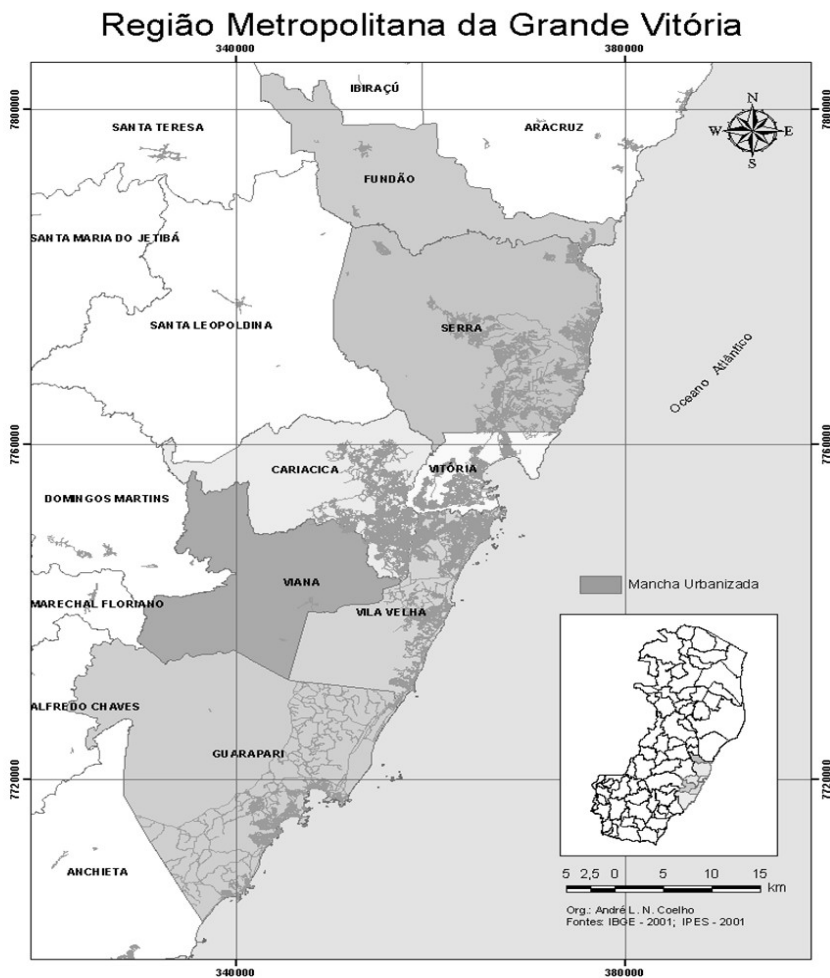 Região Metropolitana da Grande Vitória
340000
380000
7800000
7800000
IBIRAÇÚ
N
SANTA TERESA
ARACRUZ
W
E
S
FUNDÃO
SANTA MARIA DO JETIBÁ
SANTA LEOPOLDINA
SERRA
Oceano Atlântico
7760000
7760000
CARIACICA
VITÓRIA
DOMINGOS MARTINS
VIANA
Mancha Urbanizada
MARECHAL FLORIANO
VILA VELHA
ALFREDO CHAVES
GUARAPARI
7720000
7720000
ANCHIETA
5 2,5 0 5 10 15
km
Org.: André L. N. Coelho
Fontes: IBGE - 2001; IPES - 2001
340000
380000